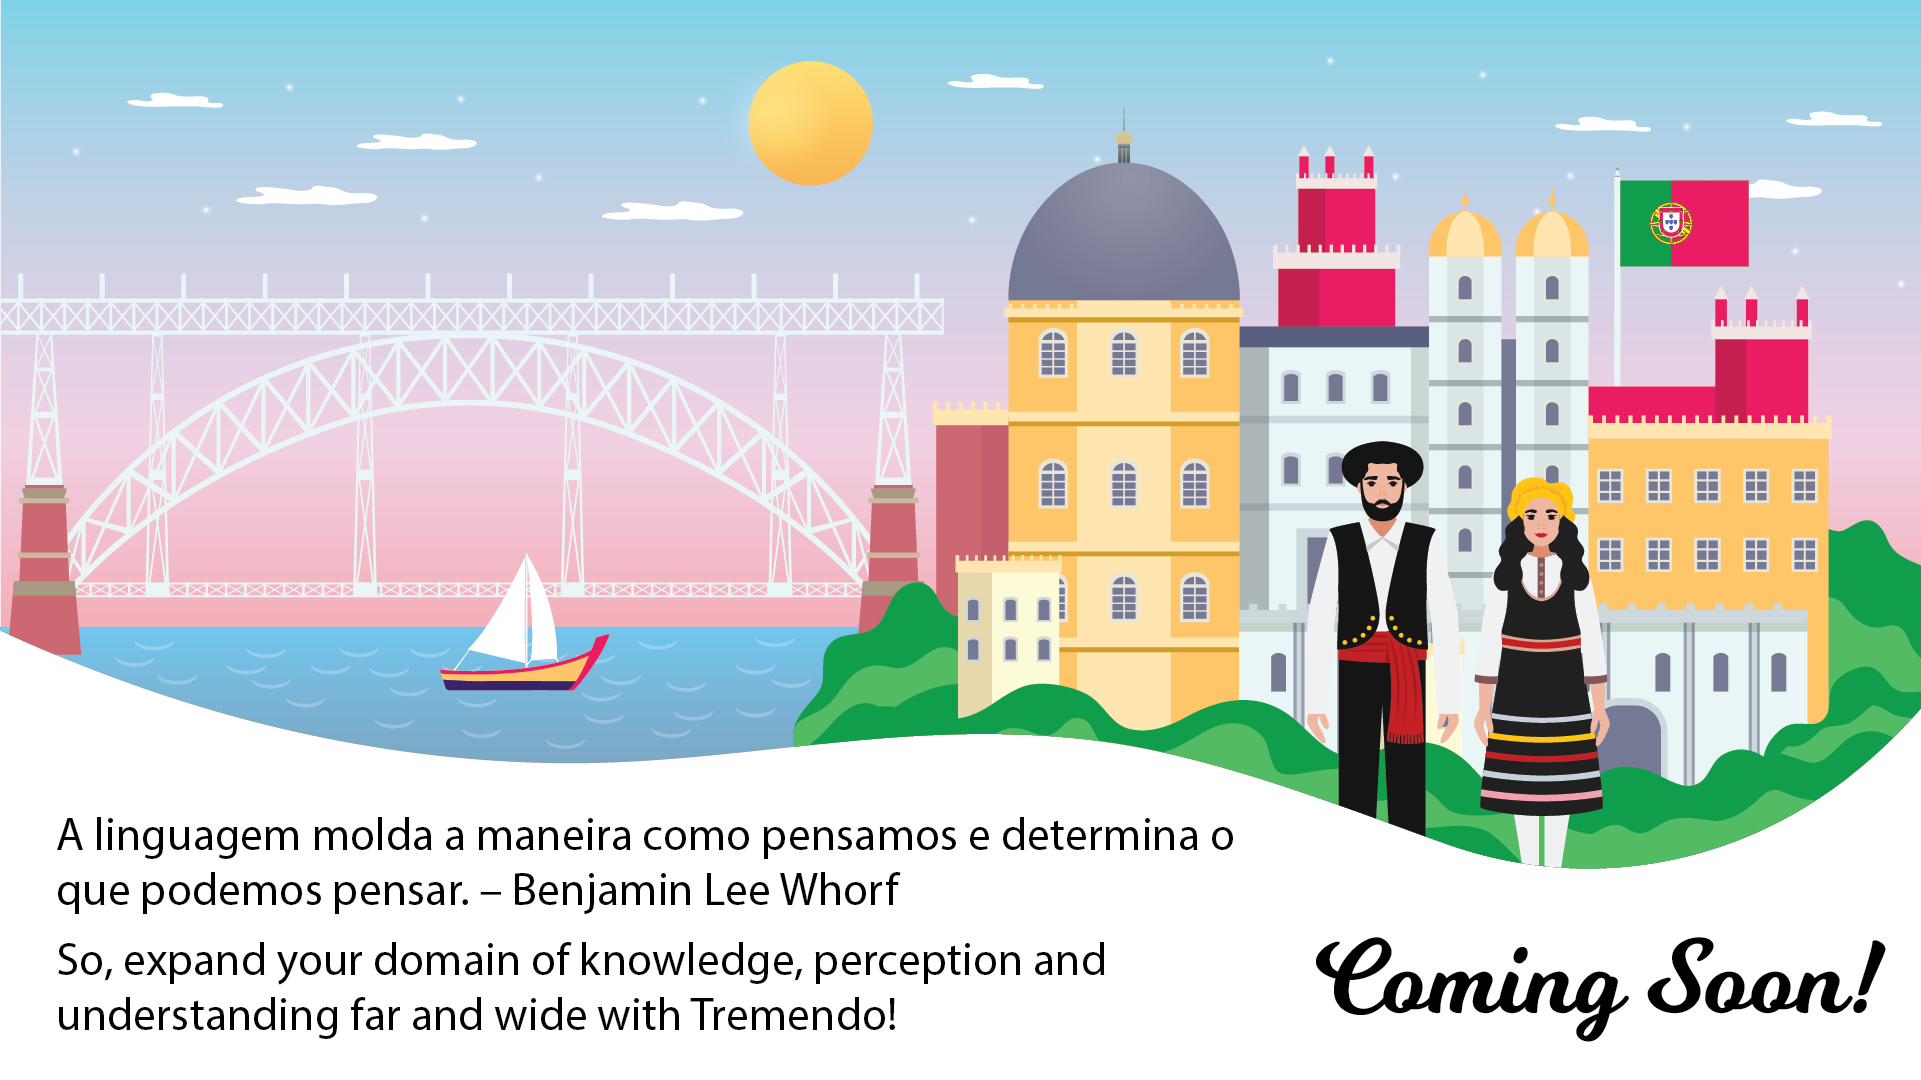 A linguagem molda a maneira como pensamos e determina o
que podemos pensar. – Benjamin Lee Whorf
So, expand your domain of knowledge, perception and
understanding far and wide with Tremendo!
Coming Soon!